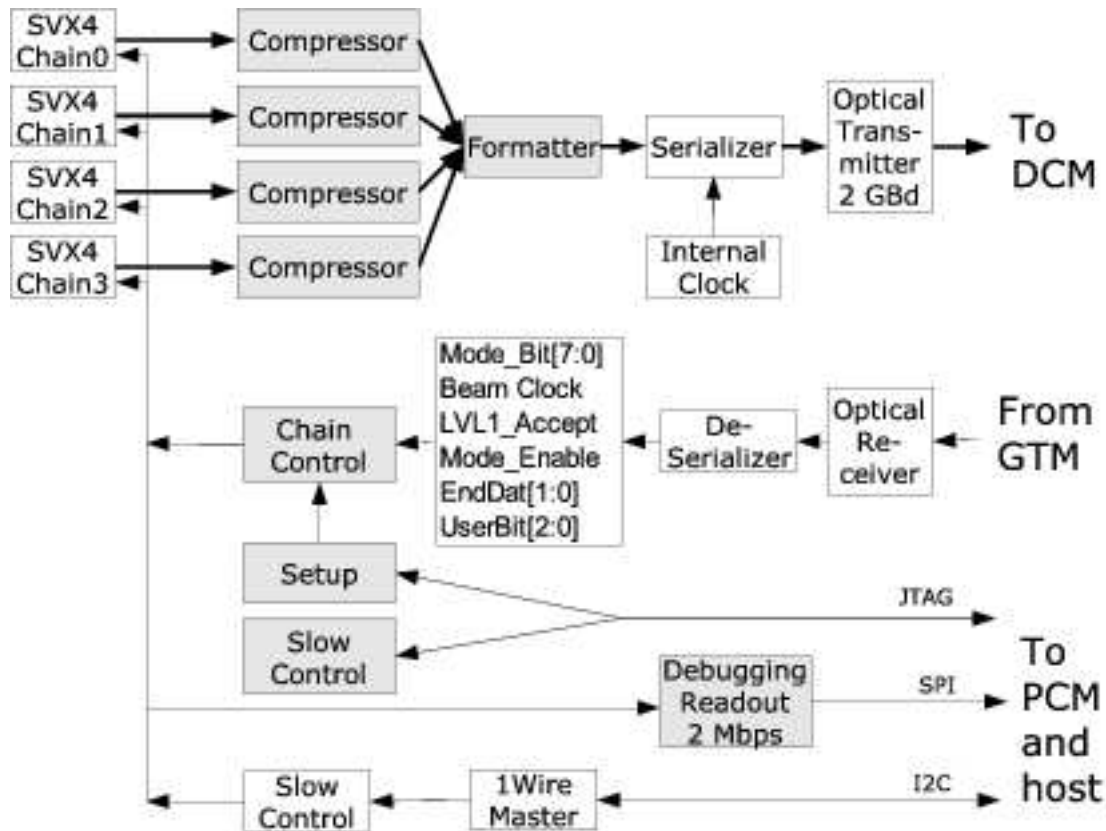 SVX4
Chain0
Compressor
SVX4
Chain1
Compressor
SVX4
Chain2
Compressor
SVX4
Chain3
Compressor
Formatter
Serializer
Optical
Trans-
mitter
2 GBd
To
DCM
Internal
Clock
Chain
Control
Mode_Bit[7:0]
Beam Clock
LVL1_Accept
Mode_Enable
EndDat[1:0]
UserBit[2:0]
De-
Serializer
Optical
Re-
ceiver
From
GTM
Setup
Slow
Control
JTAG
Debugging
Readout
2 Mbps
SPI
Slow
Control
1Wire
Master
I2C
To
PCM
and
host